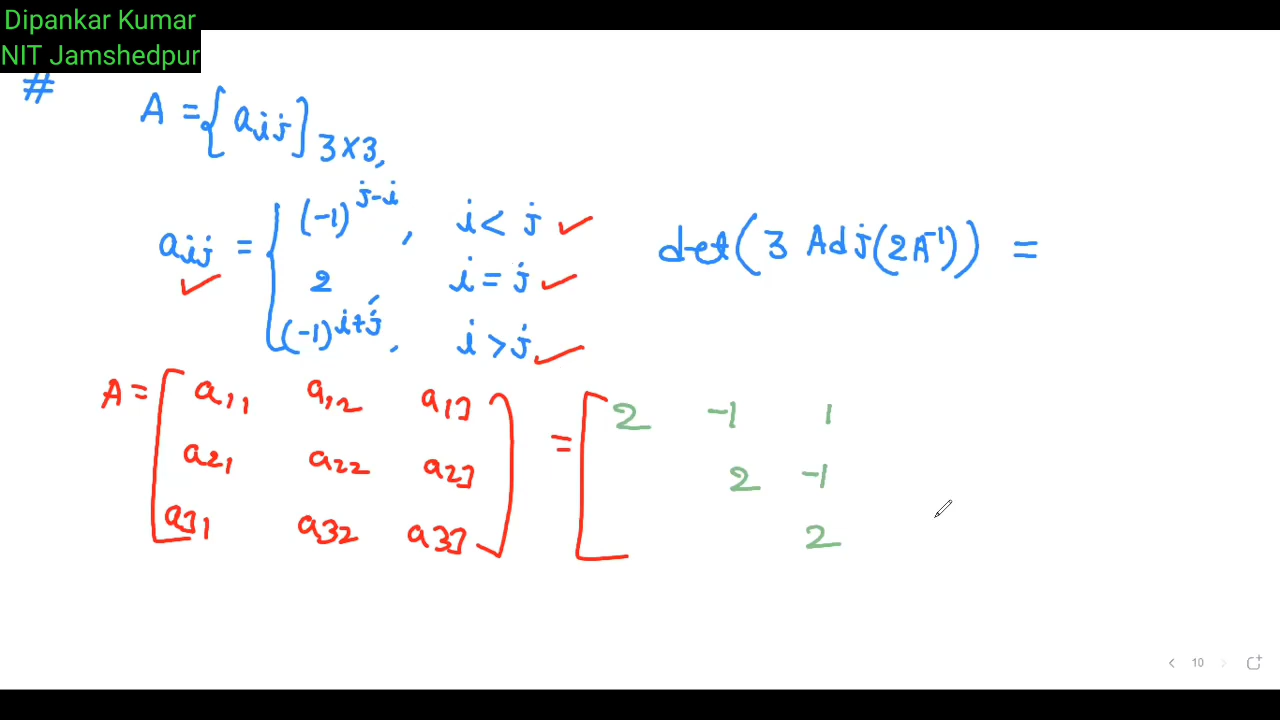 Dipankar Kumar
NIT Jamshedpur
#
A = { aij ]3×3,
aij = { (-1)^j-i, i < j ✓
2 i = j ✓
(-1)^i+j, i > j ✓
✓
det(3 Adj(2A^-1)) =
A = [ a11 a12 a13 ] = [ 2 -1 1
a21 a22 a23 2 -1
a31 a32 a33 2
10